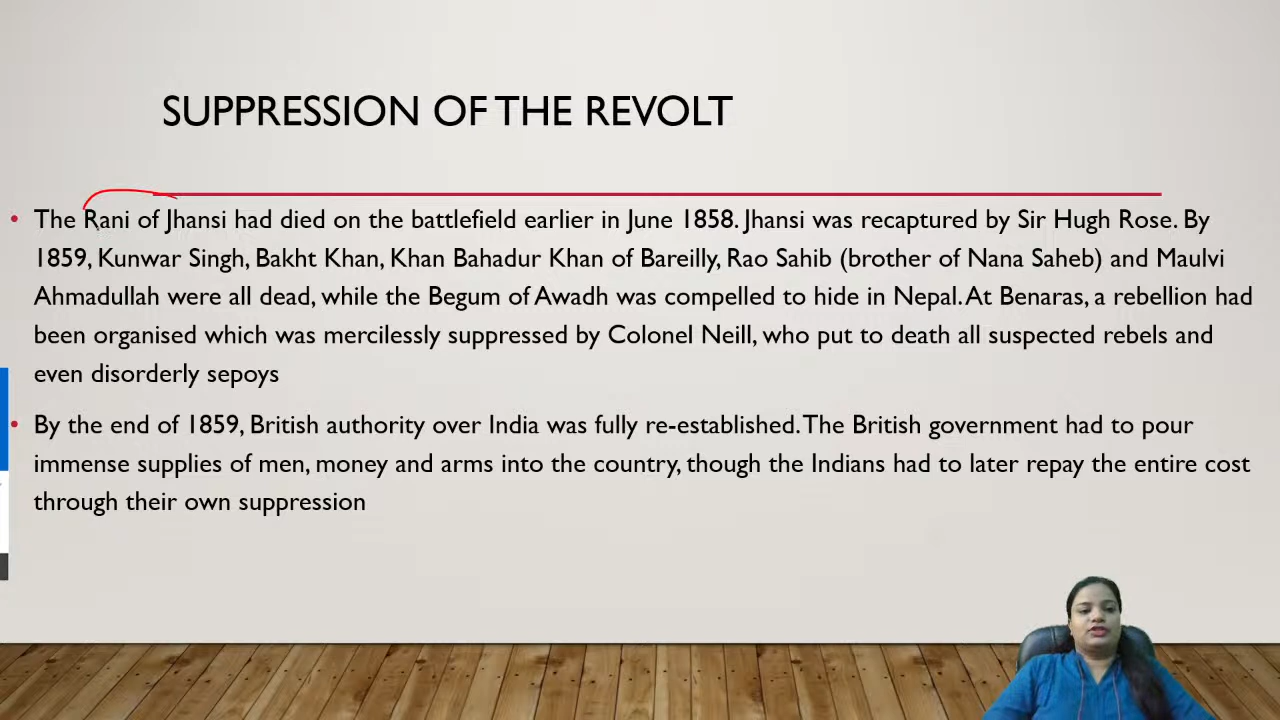 SUPPRESSION OF THE REVOLT
• The Rani of Jhansi had died on the battlefield earlier in June 1858. Jhansi was recaptured by Sir Hugh Rose. By
1859, Kunwar Singh, Bakht Khan, Khan Bahadur Khan of Bareilly, Rao Sahib (brother of Nana Saheb) and Maulvi
Ahmadullah were all dead, while the Begum of Awadh was compelled to hide in Nepal. At Benaras, a rebellion had
been organised which was mercilessly suppressed by Colonel Neill, who put to death all suspected rebels and
even disorderly sepoys
• By the end of 1859, British authority over India was fully re-established. The British government had to pour
immense supplies of men, money and arms into the country, though the Indians had to later repay the entire cost
through their own suppression